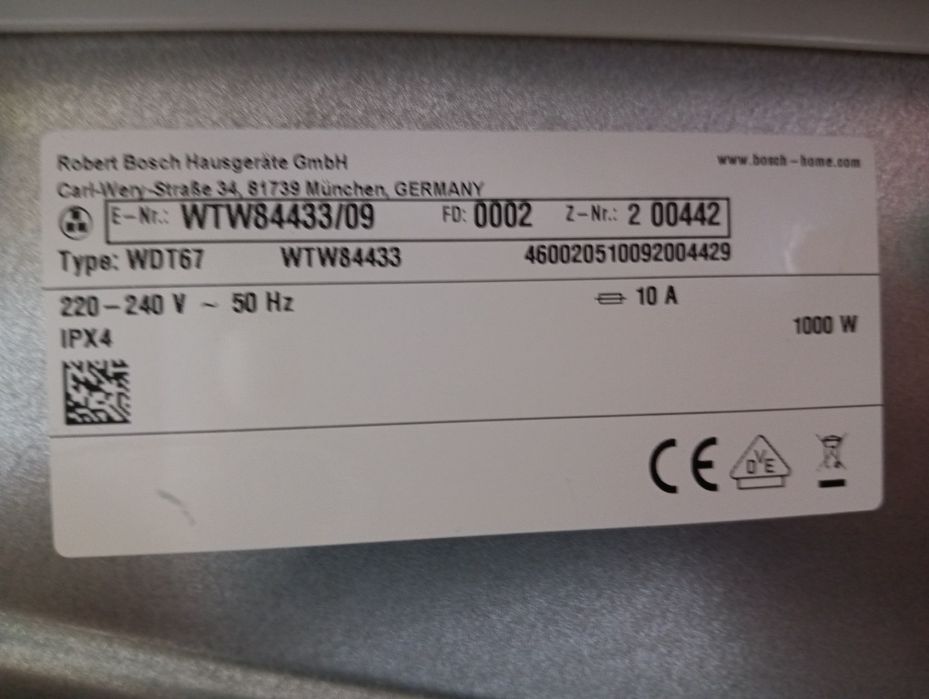 Robert Bosch Hausgeräte GmbH www.bosch-home.com
Carl-Wery-Straße 34, 81739 München, GERMANY
E-Nr.: WTW84433/09 FD: 0002 Z-Nr.: 2 00442
Type: WDT67 WTW84433 460020510092004429
220-240 V ~ 50 Hz 10 A
1000 W
IPX4
CE DVE